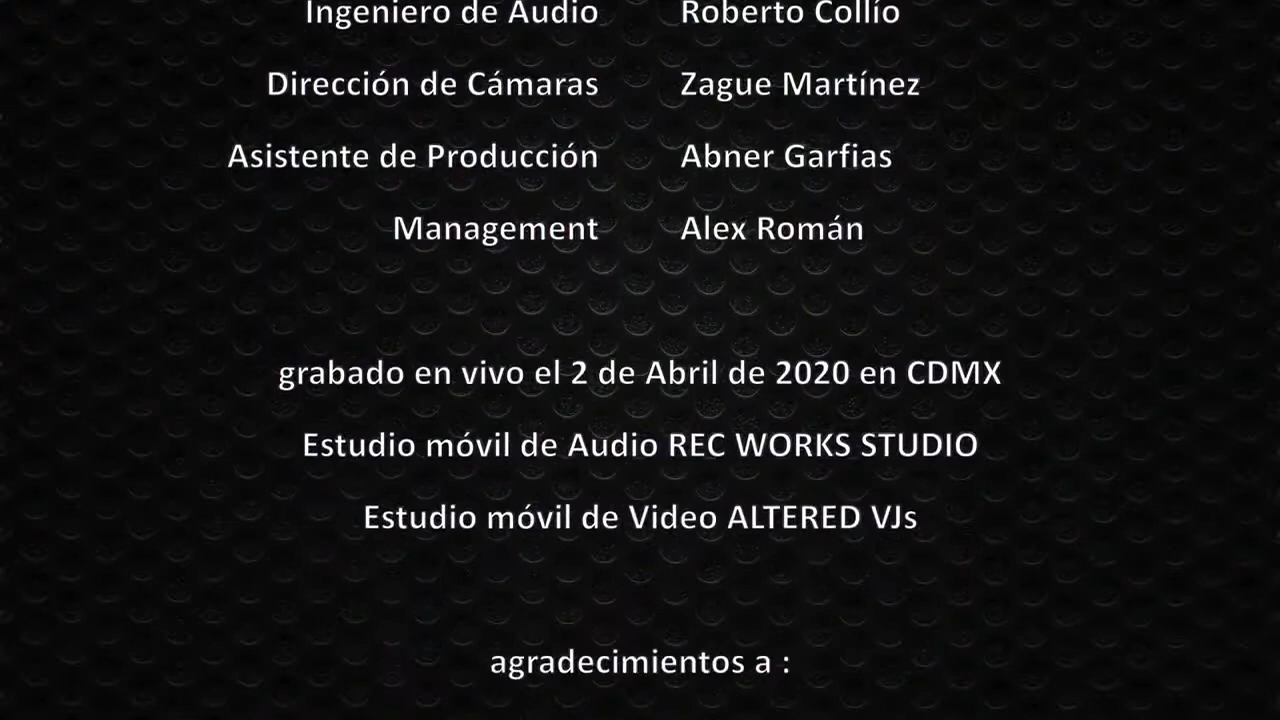 Ingeniero de Audio Roberto Collío
Dirección de Cámaras Zague Martínez
Asistente de Producción Abner Garfias
Management Alex Román
grabado en vivo el 2 de Abril de 2020 en CDMX
Estudio móvil de Audio REC WORKS STUDIO
Estudio móvil de Video ALTERED VJs
agradecimientos a :